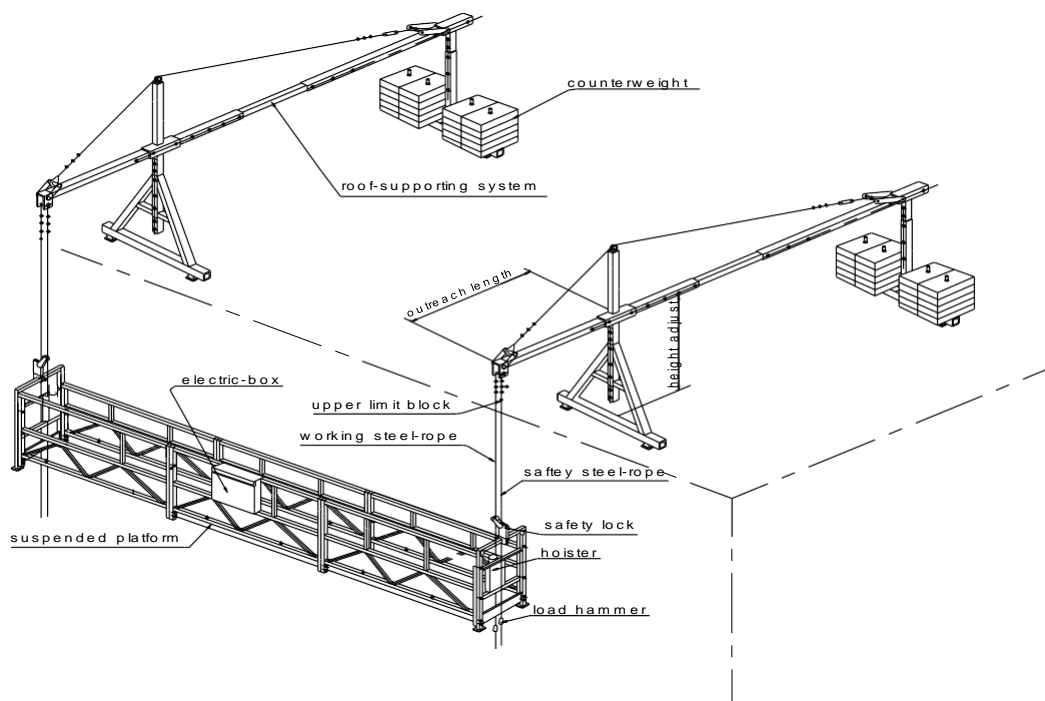 counterweight
roof-supporting system
outreach length
height adjust
electric-box
upper limit block
working steel-rope
saftey steel-rope
safety lock
suspended platform
hoister
load hammer